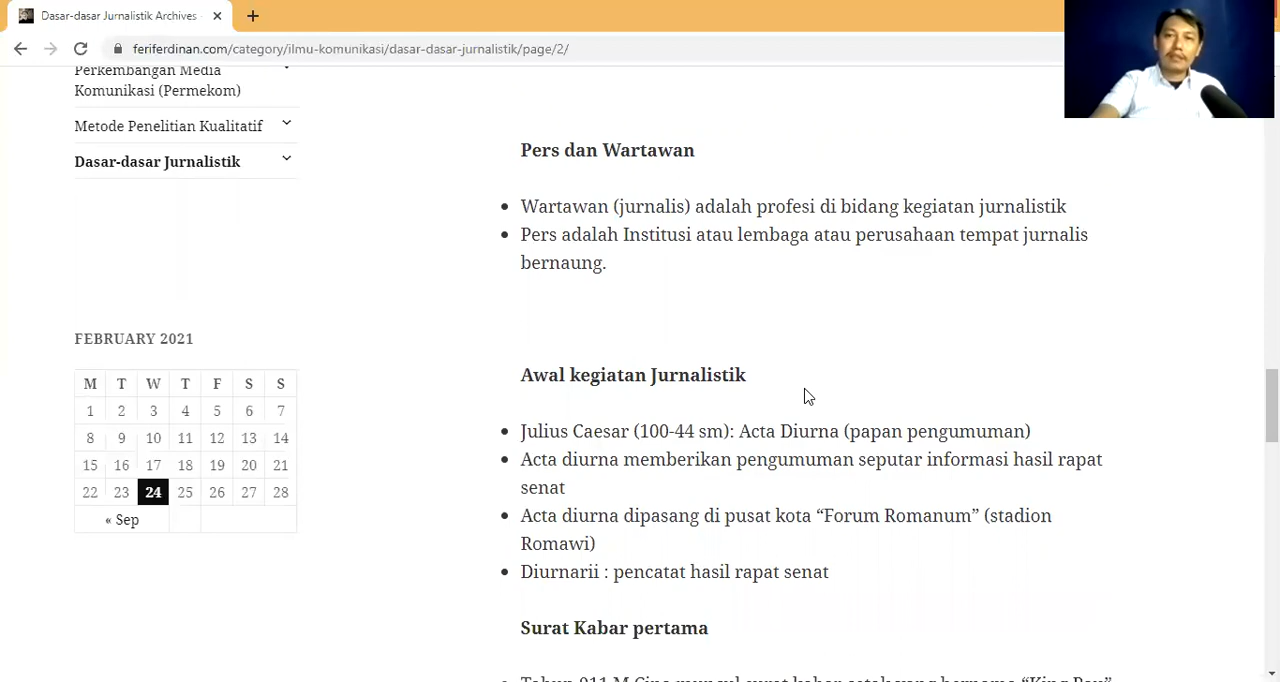 Dasar-dasar Jurnalistik Archives
feriferdinan.com/category/ilmu-komunikasi/dasar-dasar-jurnalistik/page/2/
Perkembangan Media
Komunikasi (Permekom)
Metode Penelitian Kualitatif
Dasar-dasar Jurnalistik
FEBRUARY 2021
M T W T F S S
1 2 3 4 5 6 7
8 9 10 11 12 13 14
15 16 17 18 19 20 21
22 23 24 25 26 27 28
« Sep
Pers dan Wartawan
• Wartawan (jurnalis) adalah profesi di bidang kegiatan jurnalistik
• Pers adalah Institusi atau lembaga atau perusahaan tempat jurnalis
bernaung.
Awal kegiatan Jurnalistik
• Julius Caesar (100-44 sm): Acta Diurna (papan pengumuman)
• Acta diurna memberikan pengumuman seputar informasi hasil rapat
senat
• Acta diurna dipasang di pusat kota “Forum Romanum” (stadion
Romawi)
• Diurnarii : pencatat hasil rapat senat
Surat Kabar pertama